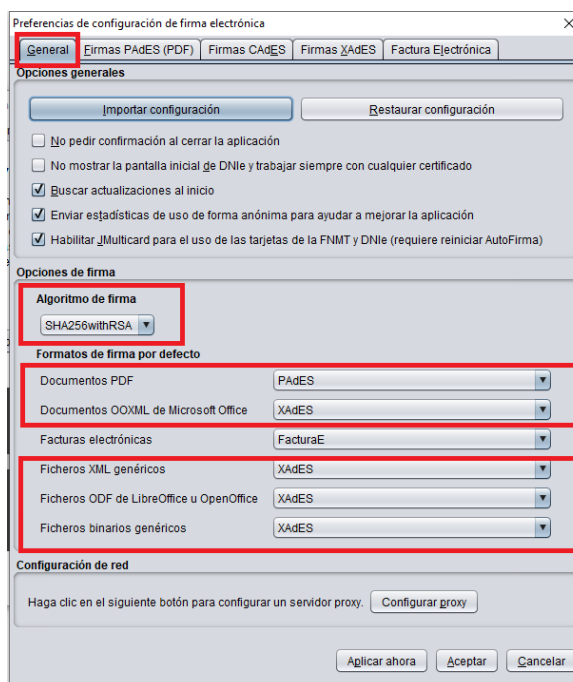 Preferencias de configuración de firma electrónica
General Firmas PAdES (PDF) Firmas CAdES Firmas XAdES Factura Electrónica
Opciones generales
Importar configuración Restaurar configuración
No pedir confirmación al cerrar la aplicación
No mostrar la pantalla inicial de DNIe y trabajar siempre con cualquier certificado
Buscar actualizaciones al inicio
Enviar estadísticas de uso de forma anónima para ayudar a mejorar la aplicación
Habilitar JMulticard para el uso de las tarjetas de la FNMT y DNIe (requiere reiniciar AutoFirma)
Opciones de firma
Algoritmo de firma
SHA256withRSA
Formatos de firma por defecto
Documentos PDF PAdES
Documentos OOXML de Microsoft Office XAdES
Facturas electrónicas FacturaE
Ficheros XML genéricos XAdES
Ficheros ODF de LibreOffice u OpenOffice XAdES
Ficheros binarios genéricos XAdES
Configuración de red
Haga clic en el siguiente botón para configurar un servidor proxy. Configurar proxy
Aplicar ahora Aceptar Cancelar